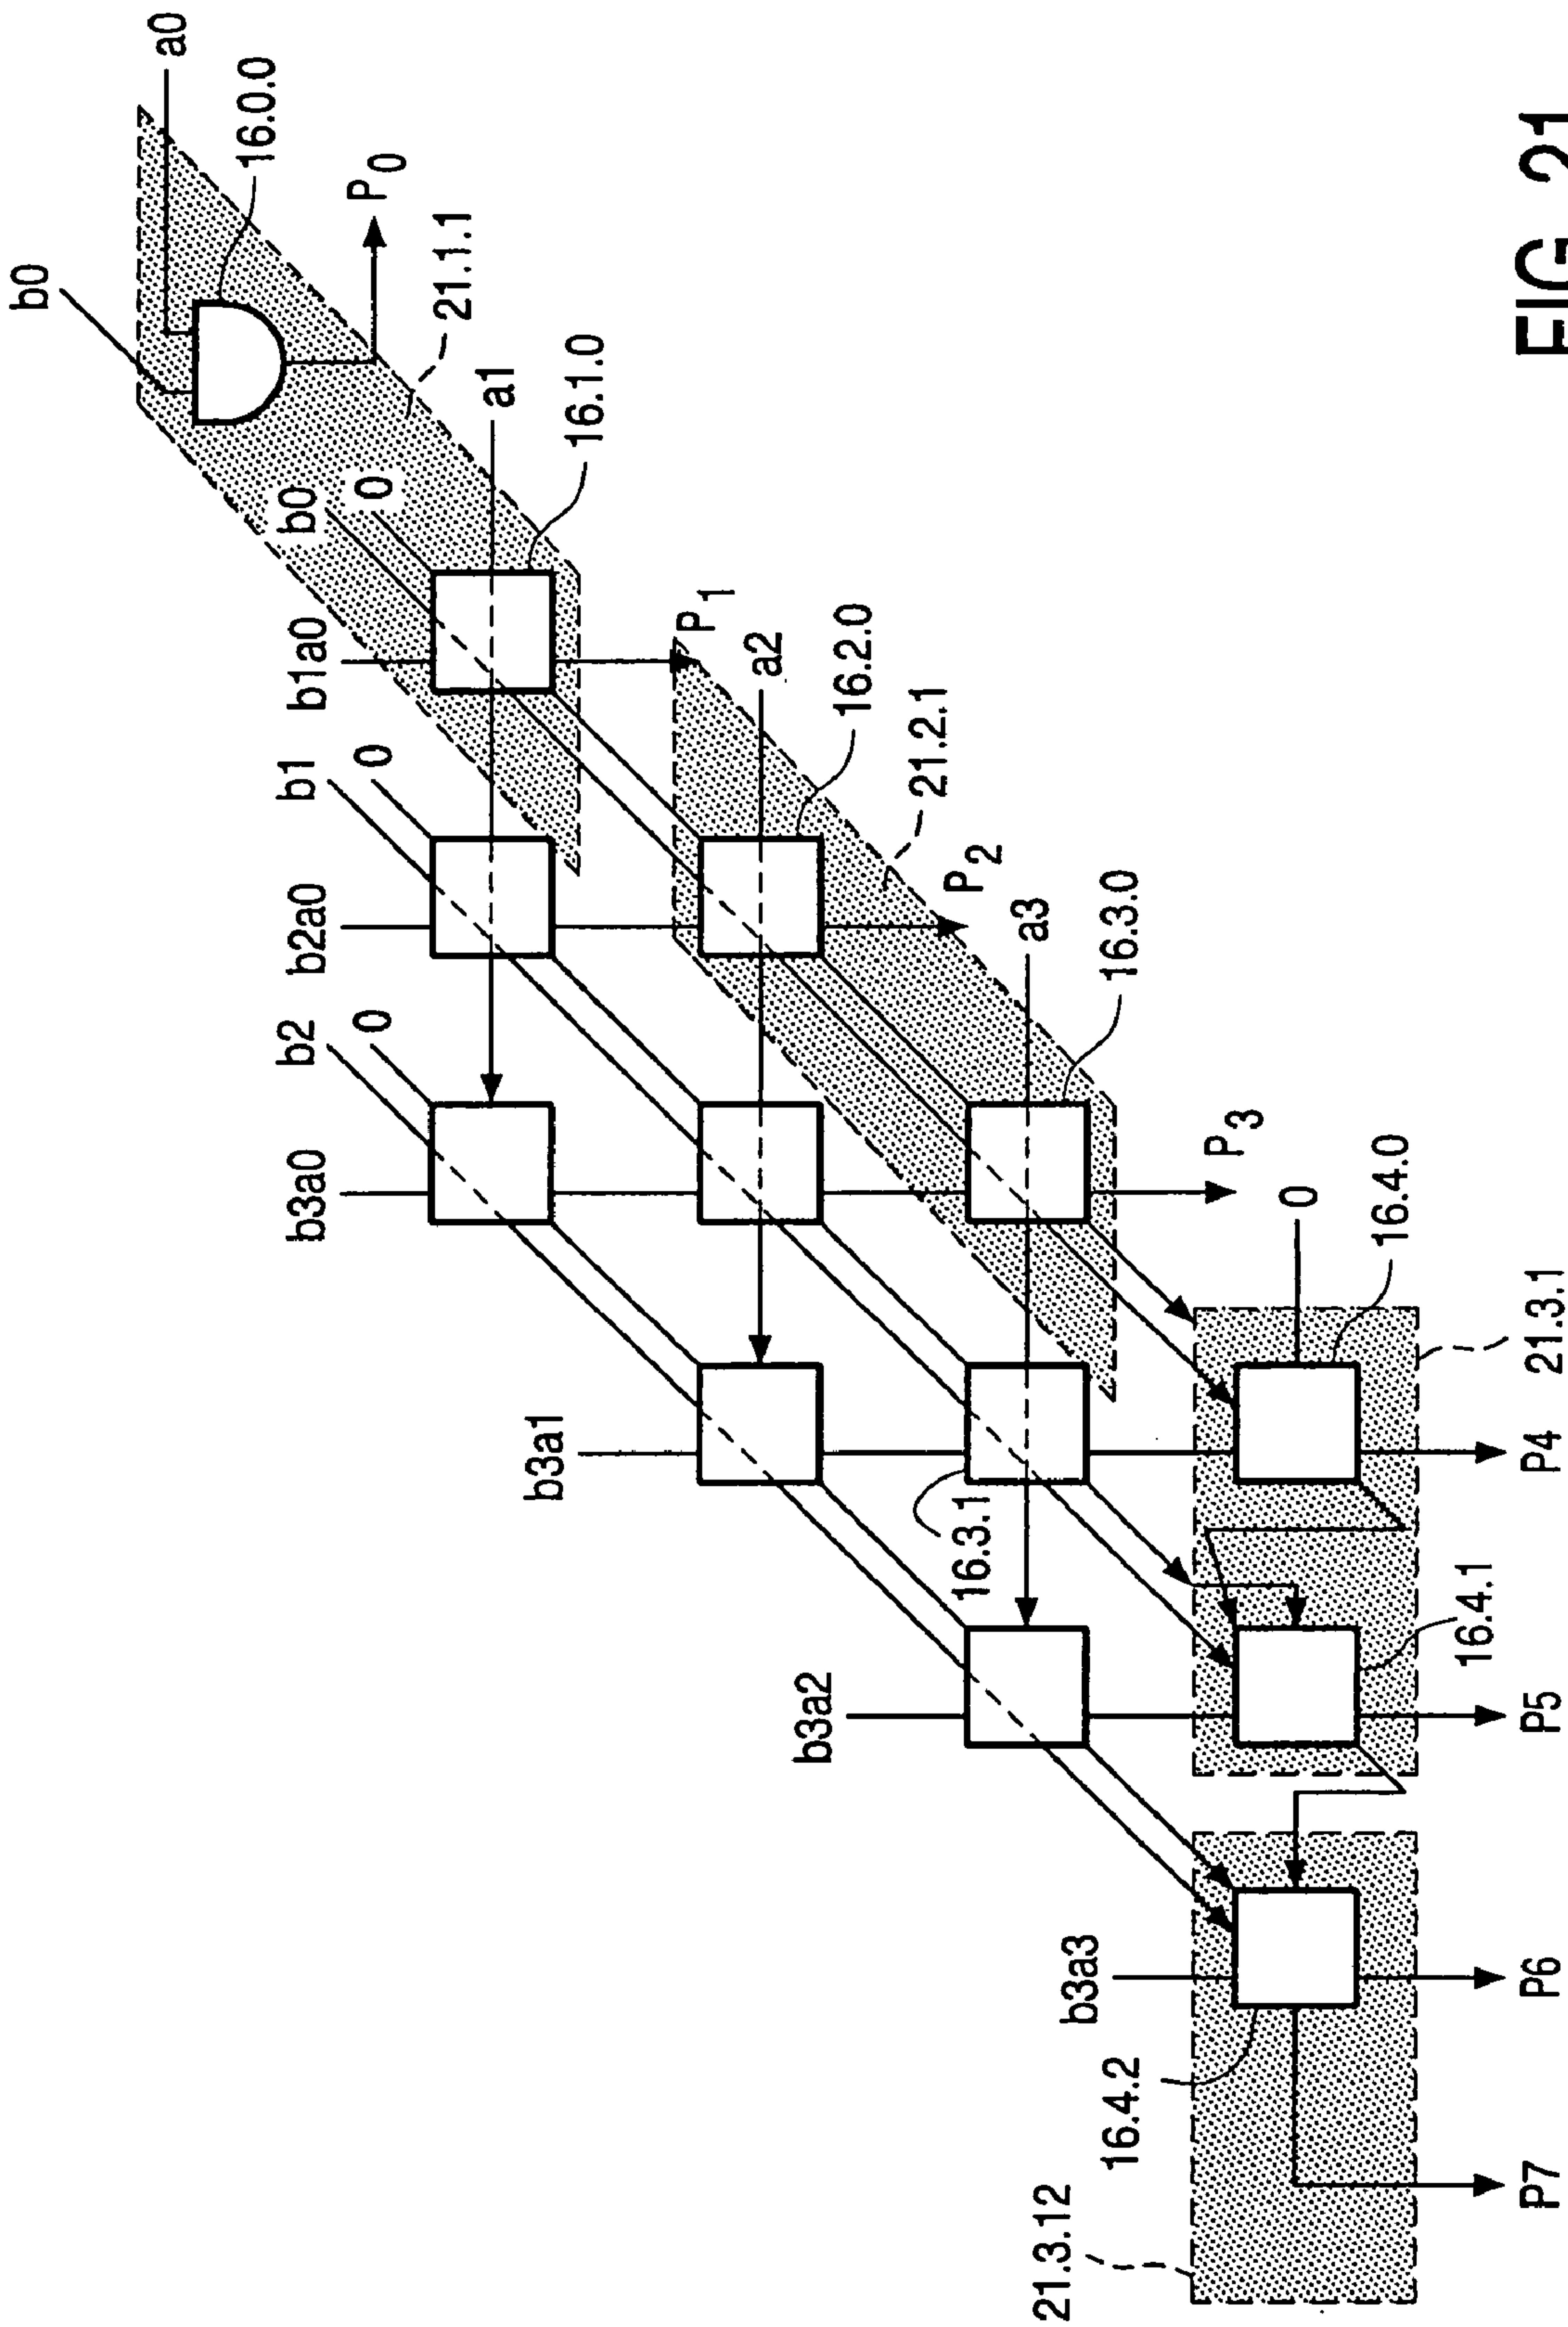 a0
b0
16.0.0
P0
21.1.1
a1
16.1.0
b0
0
b1a0
P1
b1
0
a2
16.2.0
b2a0
21.2.1
P2
b2
0
a3
16.3.0
b3a0
P3
b3a1
0
16.4.0
16.3.1
21.3.1
P4
b3a2
16.4.1
P5
b3a3
P6
16.4.2
P7
21.3.12
FIG. 21